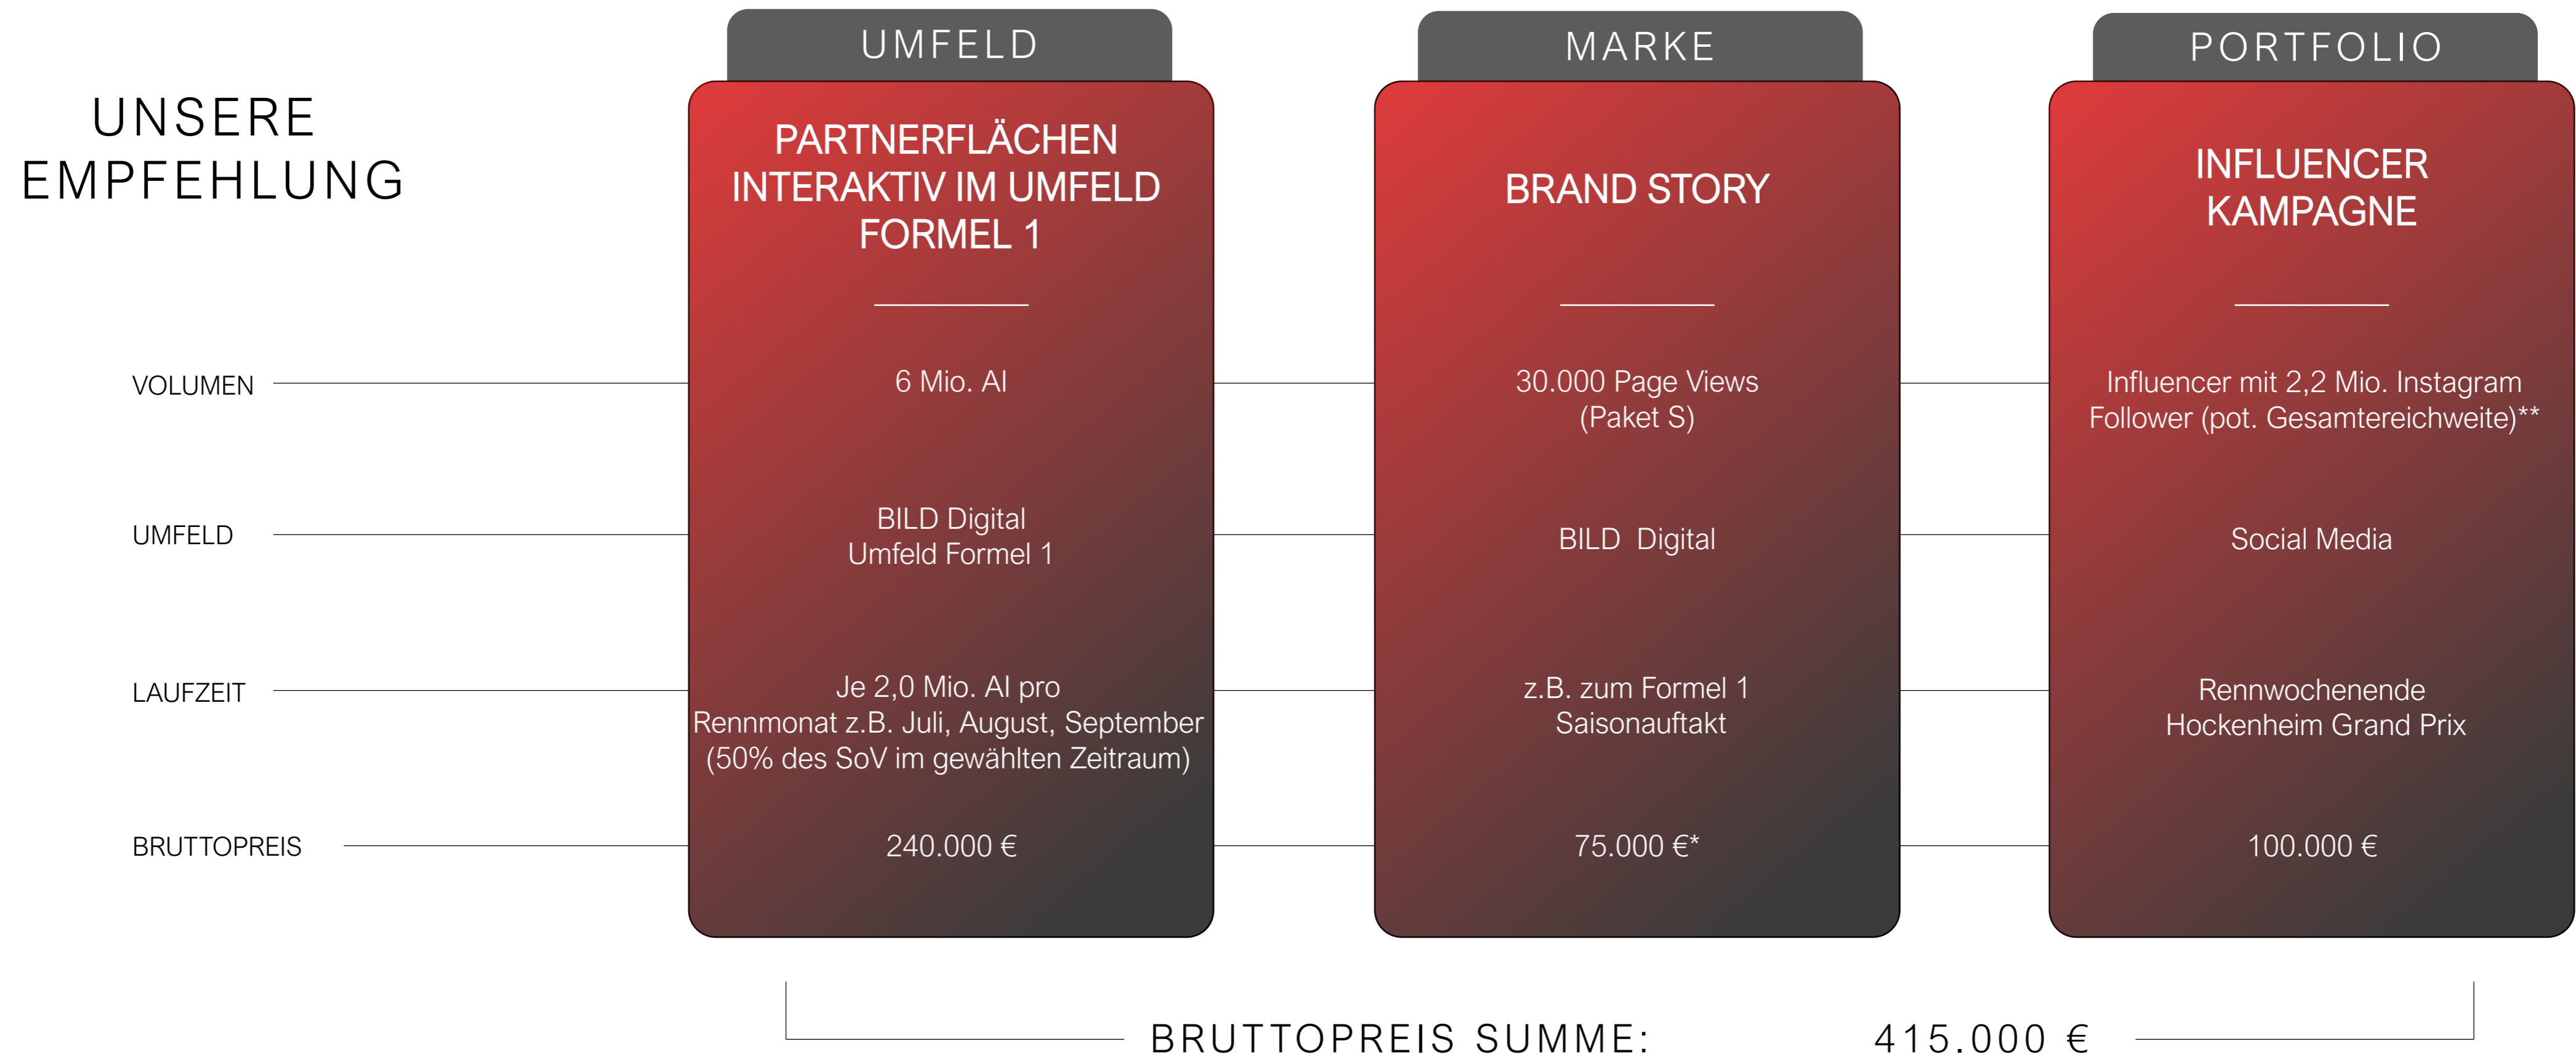 UNSERE
EMPFEHLUNG
UMFELD
MARKE
PORTFOLIO
PARTNERFLÄCHEN
INTERAKTIV IM UMFELD
FORMEL 1
BRAND STORY
INFLUENCER
KAMPAGNE
VOLUMEN
6 Mio. AI
30.000 Page Views
(Paket S)
Influencer mit 2,2 Mio. Instagram
Follower (pot. Gesamtereichweite)**
UMFELD
BILD Digital
Umfeld Formel 1
BILD Digital
Social Media
LAUFZEIT
Je 2,0 Mio. AI pro
Rennmonat z.B. Juli, August, September
(50% des SoV im gewählten Zeitraum)
z.B. zum Formel 1
Saisonauftakt
Rennwochenende
Hockenheim Grand Prix
BRUTTOPREIS
240.000 €
75.000 €*
100.000 €
BRUTTOPREIS SUMME: 415.000 €